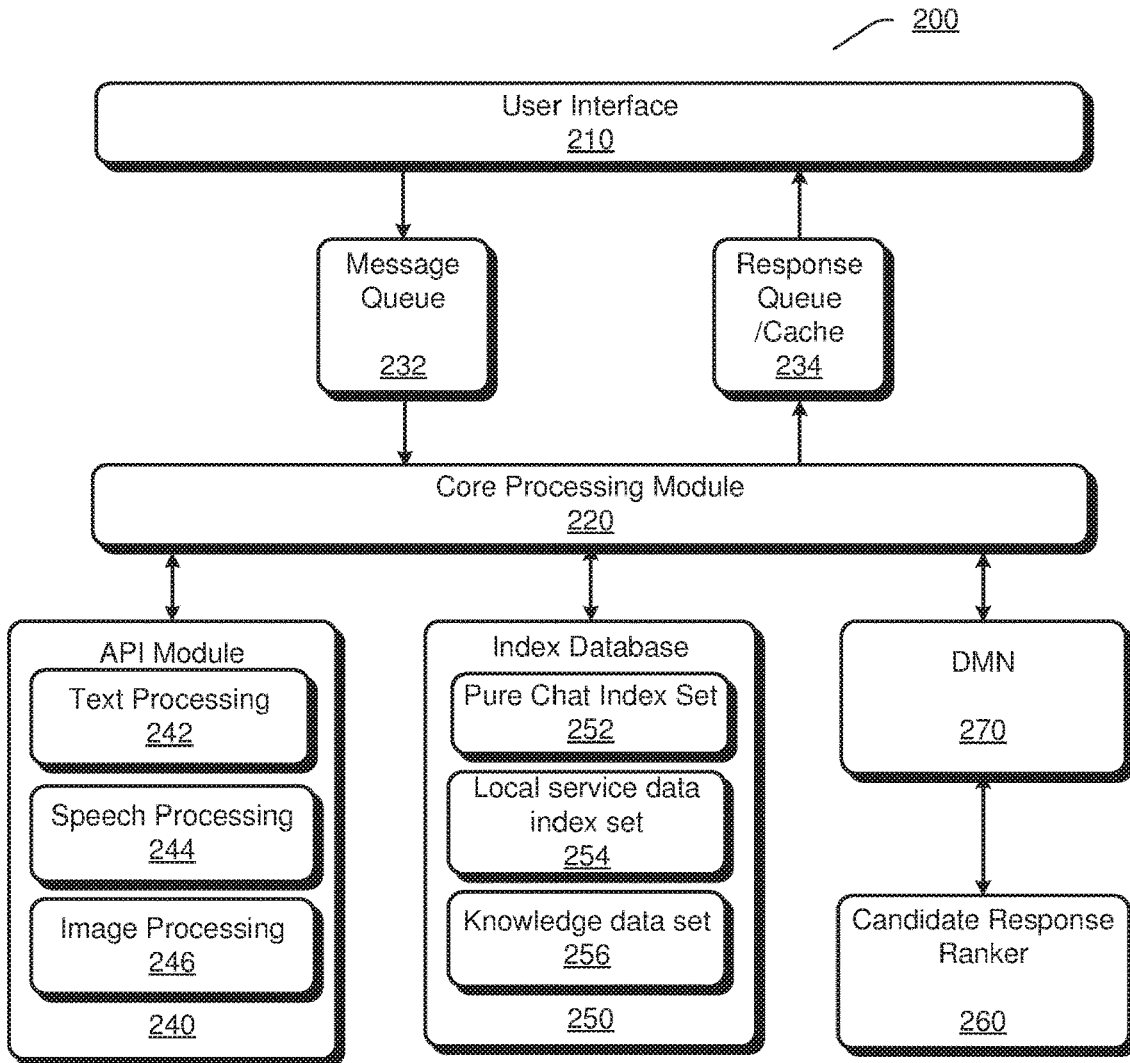 200
User Interface
210
Message
Queue
232
Response
Queue
/Cache
234
Core Processing Module
220
API Module
Text Processing
242
Speech Processing
244
Image Processing
246
240
Index Database
Pure Chat Index Set
252
Local service data
index set
254
Knowledge data set
256
250
DMN
270
Candidate Response
Ranker
260